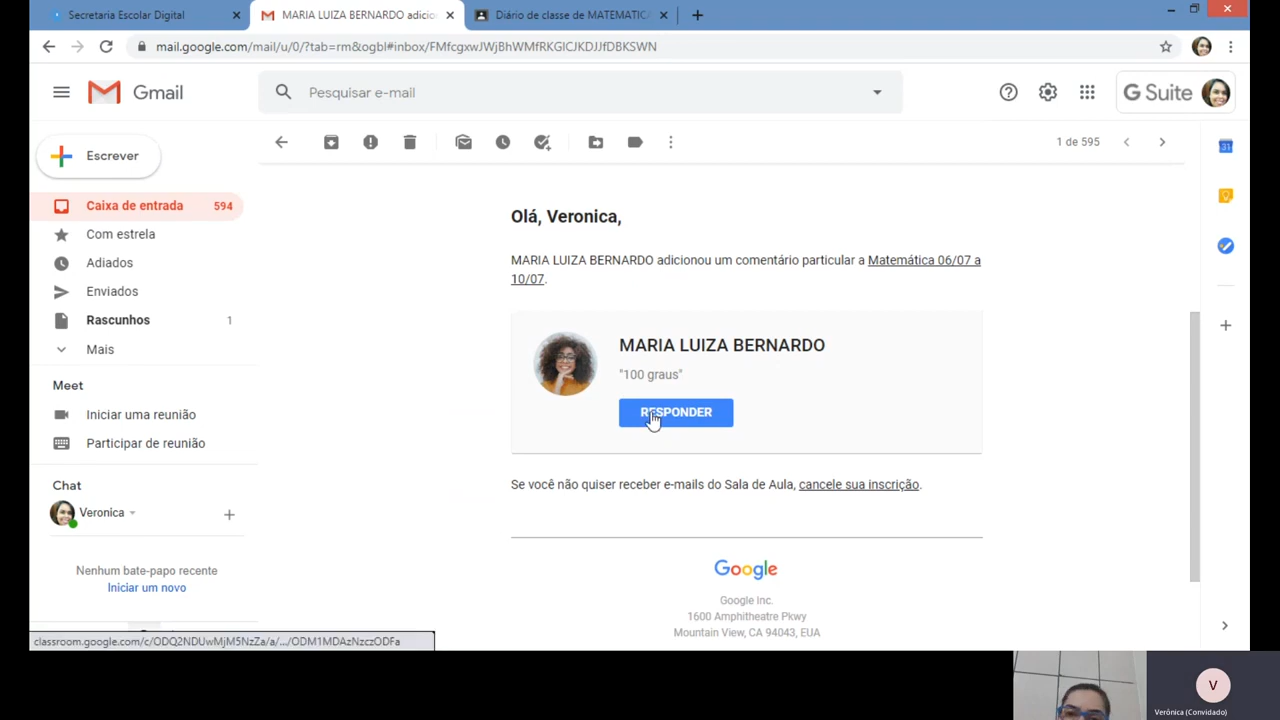 Secretaria Escolar Digital
MARIA LUIZA BERNARDO adicio
Diário de classe de MATEMATICA
mail.google.com/mail/u/0/?tab=rm&ogbl#inbox/FMfcgxwJWjBhWMfRKGlCJKDJJfDBKSWN
Gmail
Pesquisar e-mail
G Suite
Escrever
1 de 595
31
Caixa de entrada 594
Com estrela
Adiados
Enviados
Rascunhos 1
Mais
Meet
Iniciar uma reunião
Participar de reunião
Chat
Veronica
Nenhum bate-papo recente
Iniciar um novo
Olá, Veronica,
MARIA LUIZA BERNARDO adicionou um comentário particular a Matemática 06/07 a
10/07.
MARIA LUIZA BERNARDO
"100 graus"
RESPONDER
Se você não quiser receber e-mails do Sala de Aula, cancele sua inscrição.
Google
Google Inc.
1600 Amphitheatre Pkwy
Mountain View, CA 94043, EUA
classroom.google.com/c/ODQ2NDUwMjM5NzZa/a/.../ODM1MDAzNzczODFa
V
Verônica (Convidado)